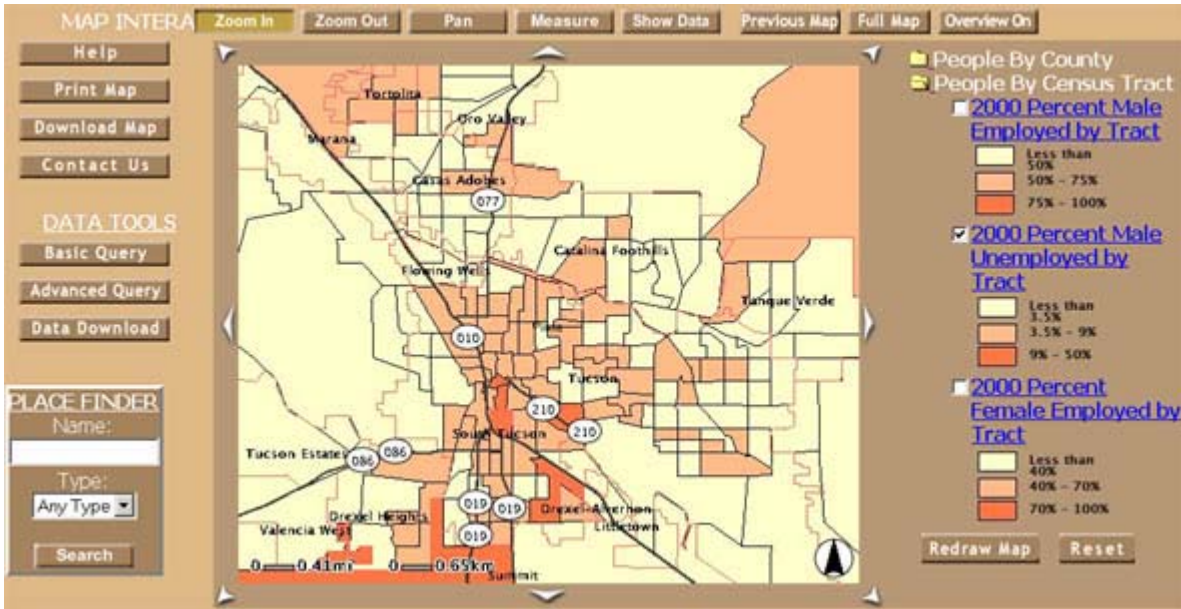 MAP INTERA
Zoom In
Zoom Out
Pan
Measure
Show Data
Previous Map
Full Map
Overview On
Help
Print Map
Download Map
Contact Us
DATA TOOLS
Basic Query
Advanced Query
Data Download
PLACE FINDER
Name:
Type:
Any Type
Search
Tortolita
Oro Valley
Marana
Casas Adobes
077
Catalina Foothills
Flowing Wells
Tanque Verde
010
Tucson
210
210
South Tucson
Tucson Estates
086
086
019
019
Drexel-Alvernon
Drexel Heights
Littletown
Valencia West
019
0
0.41mi
0
0.65km
Summit
People By County
People By Census Tract
2000 Percent Male
Employed by Tract
Less than
50%
50% - 75%
75% - 100%
2000 Percent Male
Unemployed by
Tract
Less than
3.5%
3.5% - 9%
9% - 50%
2000 Percent
Female Employed by
Tract
Less than
40%
40% - 70%
70% - 100%
Redraw Map
Reset